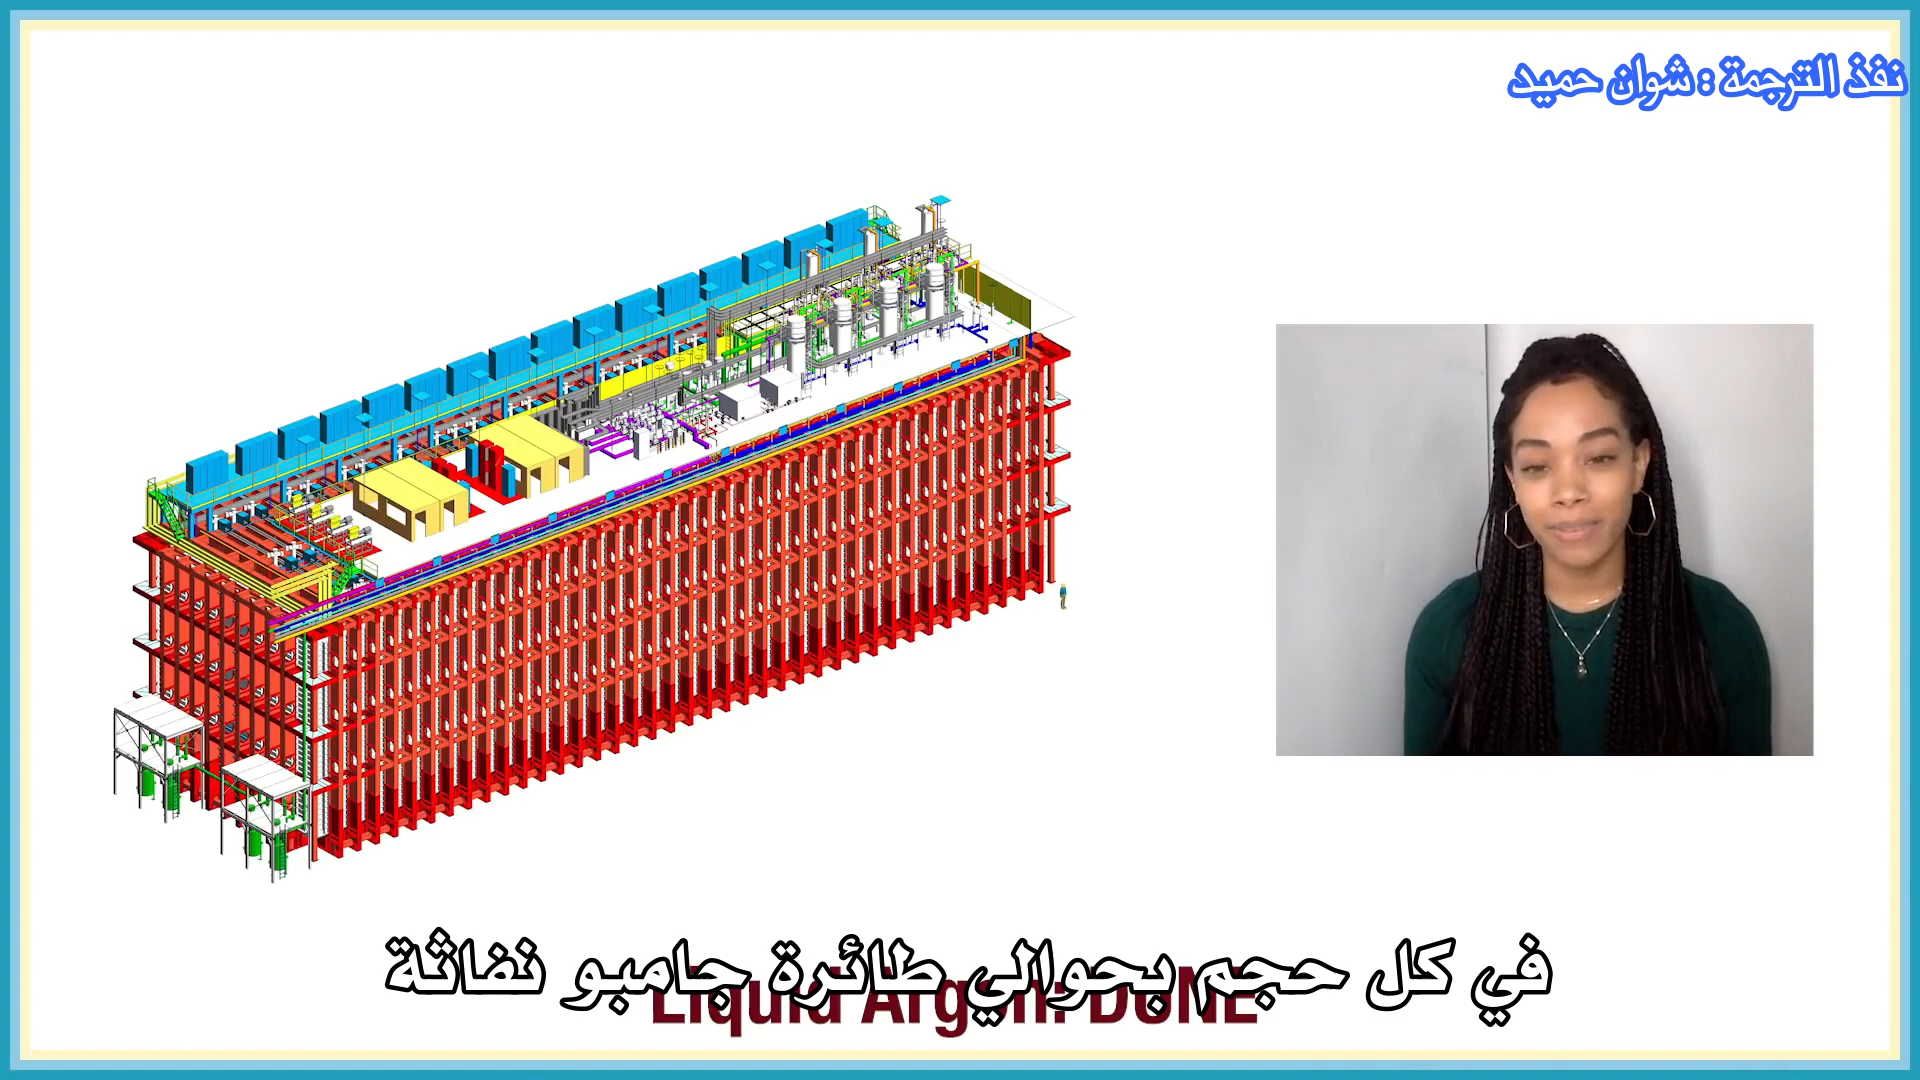 نفذ الترجمة : شوان حميد
في كل حجم بحوالي طائرة جامبو نفاثة
Liquid Argon: DUNE